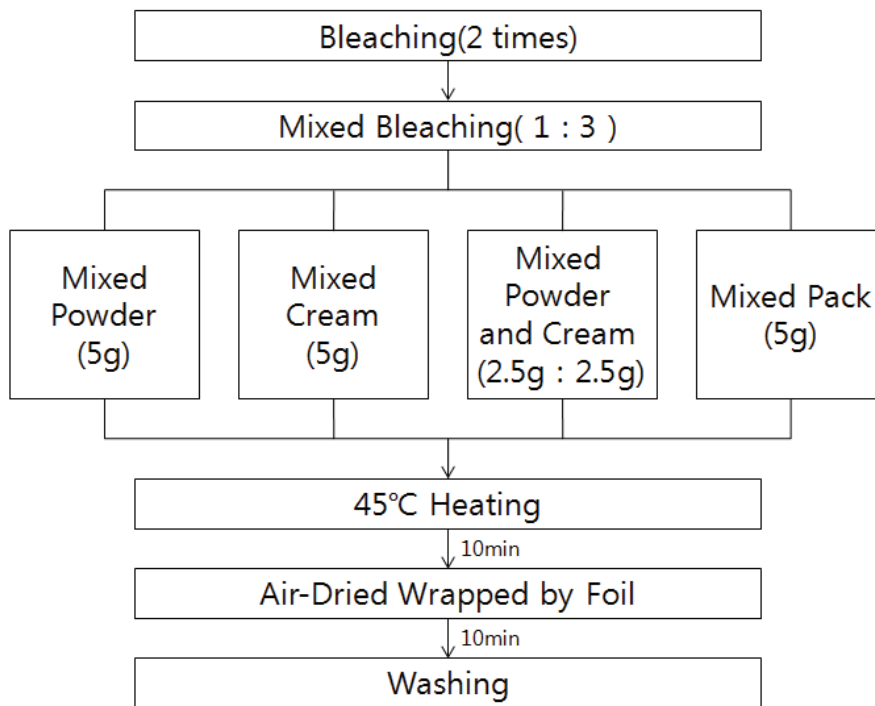 Bleaching(2 times)
Mixed Bleaching( 1 : 3 )
Mixed
Powder
(5g)
Mixed
Cream
(5g)
Mixed
Powder
and Cream
(2.5g : 2.5g)
Mixed Pack
(5g)
45℃ Heating
10min
Air-Dried Wrapped by Foil
10min
Washing